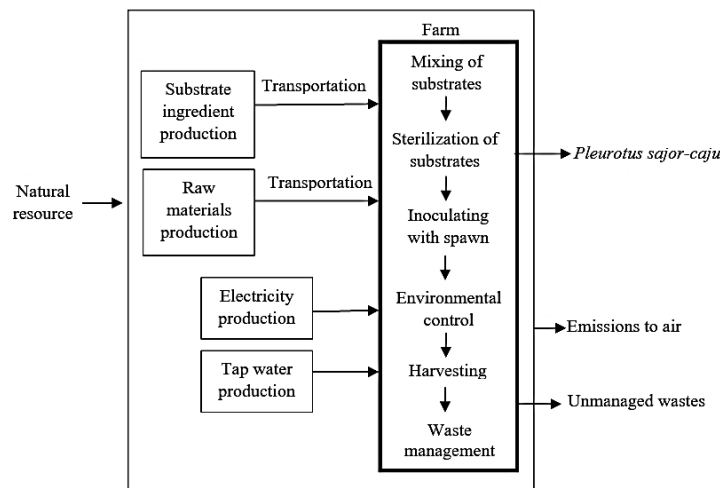 Farm
Mixing of
substrates
Sterilization of
substrates
Inoculating
with spawn
Environmental
control
Harvesting
Waste
management
Substrate
ingredient
production
Transportation
Raw
materials
production
Transportation
Electricity
production
Tap water
production
Natural
resource
Pleurotus sajor-caju
Emissions to air
Unmanaged wastes